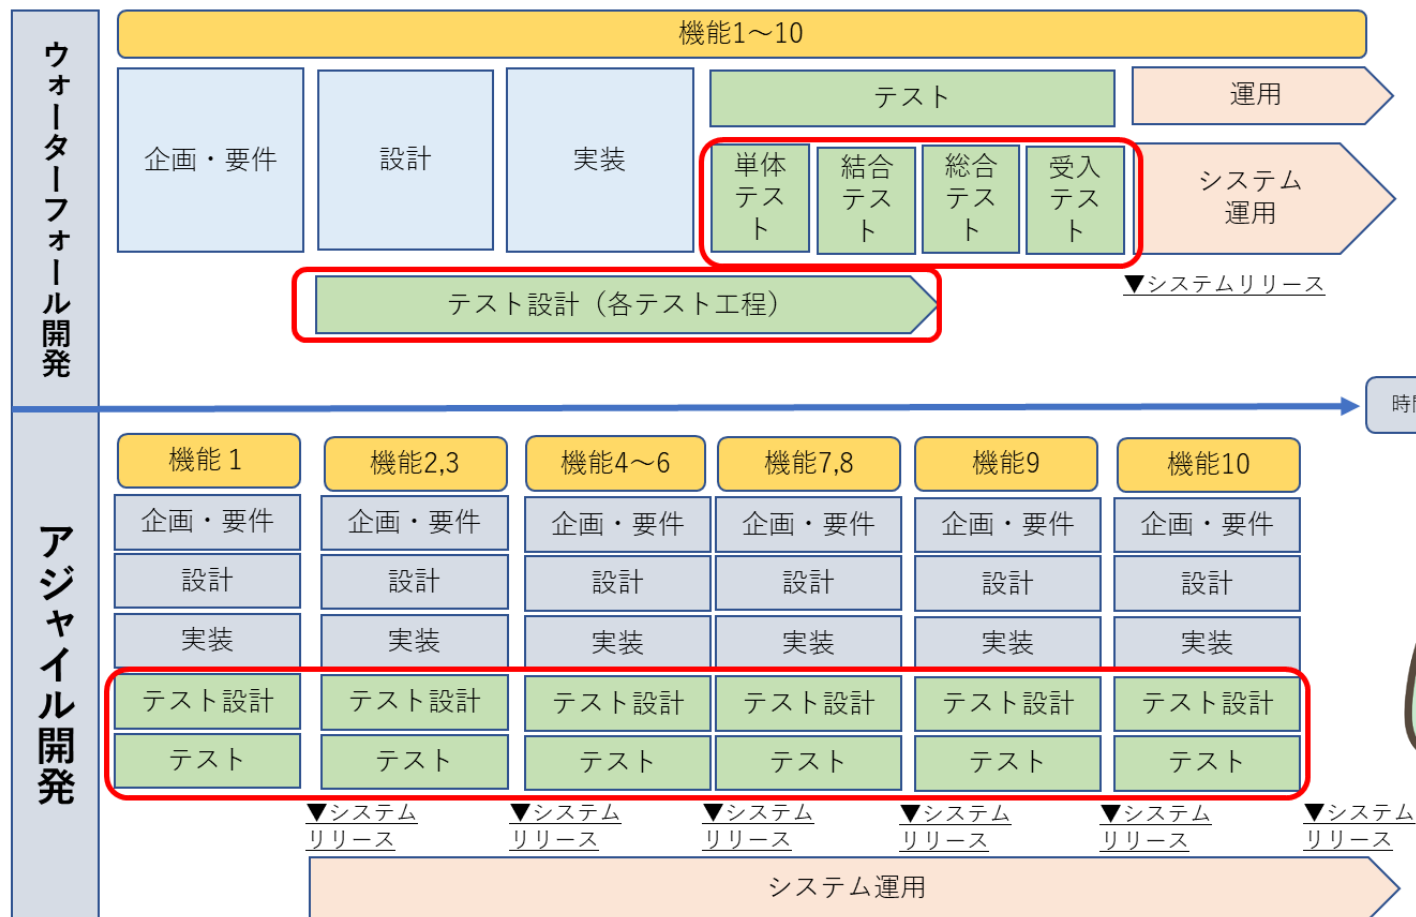 ウォーターフォール開発
機能1～10
企画・要件
設計
実装
テスト
運用
単体
テス
ト
結合
テス
ト
総合
テス
ト
受入
テス
ト
システム
運用
▼システムリリース
テスト設計（各テスト工程）
アジャイル開発
機能 1
機能2,3
機能4～6
機能7,8
機能9
機能10
企画・要件
企画・要件
企画・要件
企画・要件
企画・要件
企画・要件
設計
設計
設計
設計
設計
設計
実装
実装
実装
実装
実装
実装
テスト設計
テスト設計
テスト設計
テスト設計
テスト設計
テスト設計
テスト
テスト
テスト
テスト
テスト
テスト
▼システム
リリース
▼システム
リリース
▼システム
リリース
▼システム
リリース
▼システム
リリース
▼システム
リリース
システム運用